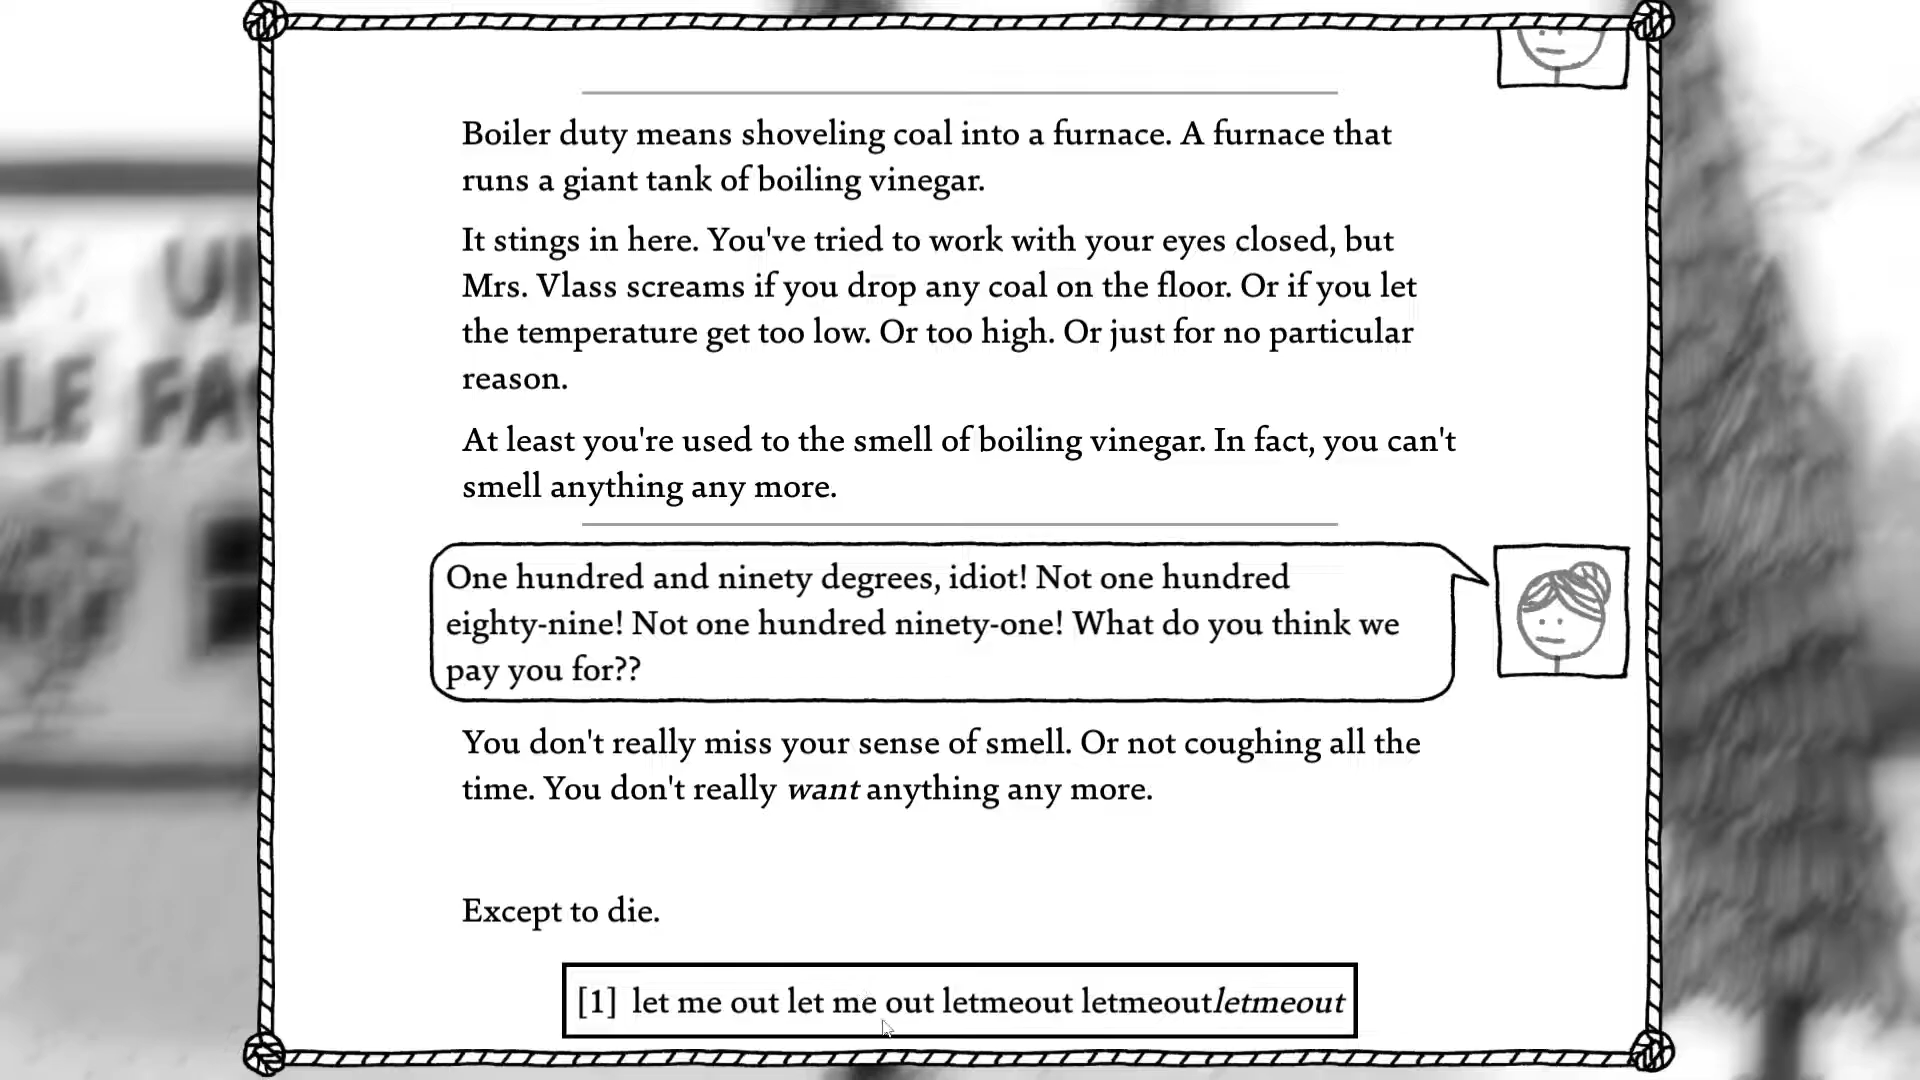 Boiler duty means shoveling coal into a furnace. A furnace that
runs a giant tank of boiling vinegar.
It stings in here. You've tried to work with your eyes closed, but
Mrs. Vlass screams if you drop any coal on the floor. Or if you let
the temperature get too low. Or too high. Or just for no particular
reason.
At least you're used to the smell of boiling vinegar. In fact, you can't
smell anything any more.
One hundred and ninety degrees, idiot! Not one hundred
eighty-nine! Not one hundred ninety-one! What do you think we
pay you for??
You don't really miss your sense of smell. Or not coughing all the
time. You don't really want anything any more.
Except to die.
[1] let me out let me out letmeout letmeoutletmeout